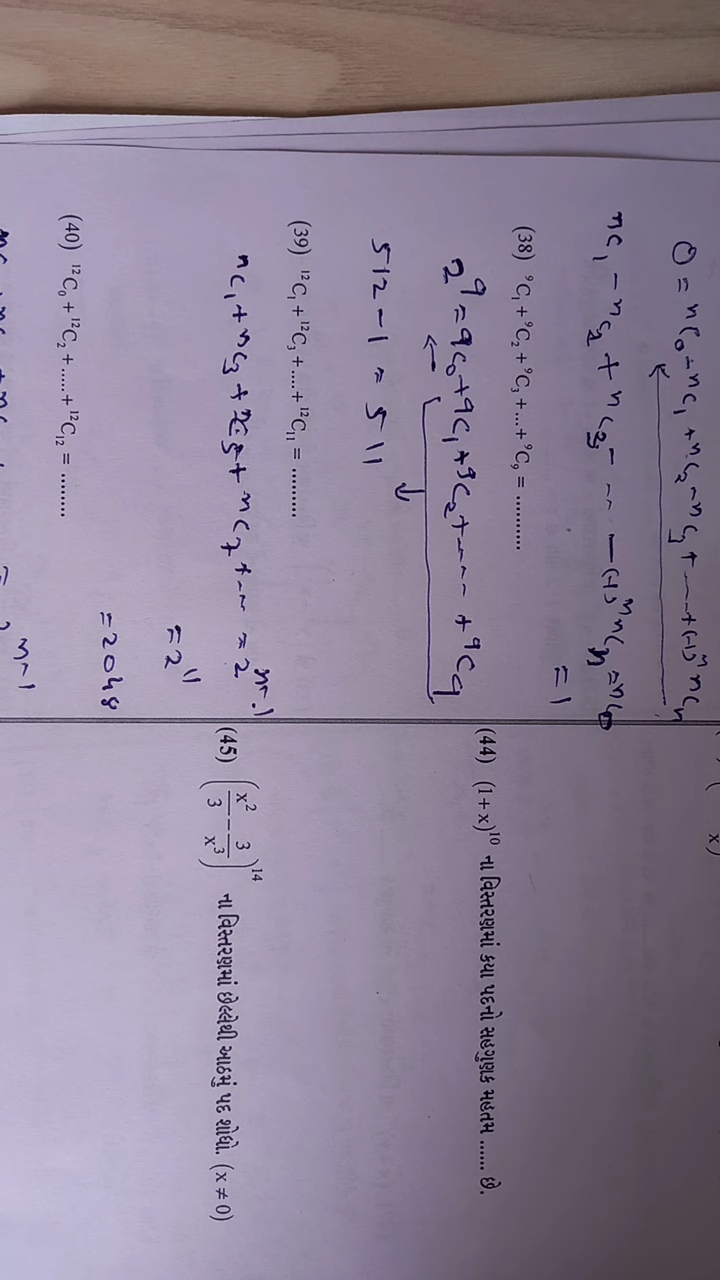 0 = nC₀ - nC₁ + nC₂ - nC₃ + ---- + (-1)ⁿ nCₙ
nC₁ - nC₂ + nC₃ - ---- - (-1)ⁿ nCₙ = nC₀
= 1
(38) ⁹C₁ + ⁹C₂ + ⁹C₃ + ... + ⁹C₉ = ...........
2⁹ = 9C₀ + 9C₁ + 9C₂ + ---- + 9C₉
512 - 1 = 511
(39) ¹²C₁ + ¹²C₃ + .... + ¹²C₁₁ = ..........
nC₁ + nC₃ + nC₅ + nC₇ + --- = 2ⁿ⁻¹
= 2¹¹
= 2048
(40) ¹²C₀ + ¹²C₂ + ..... + ¹²C₁₂ = .........
n-1
(44) (1 + x)¹⁰ ના વિસ્તરણમાં કયા પદનો સહગુણક મહત્તમ ...... છે.
(45) (x²/3 - 3/x³)¹⁴ ના વિસ્તરણમાં છેલ્લેથી આઠમું પદ શોધો. (x ≠ 0)